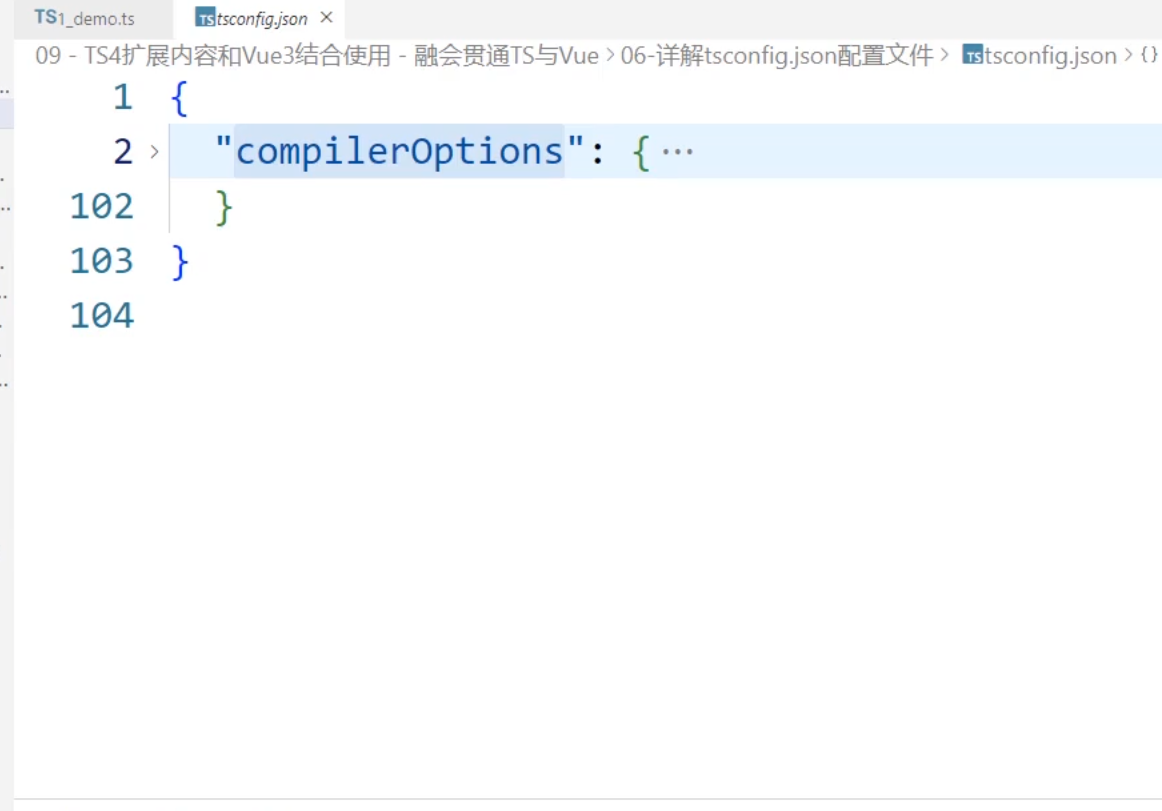 TS 1_demo.ts TS tsconfig.json ×
09 - TS4扩展内容和Vue3结合使用 - 融会贯通TS与Vue > 06-详解tsconfig.json配置文件 > TS tsconfig.json > {}
1 {
2 > "compilerOptions": { ···
102 }
103 }
104